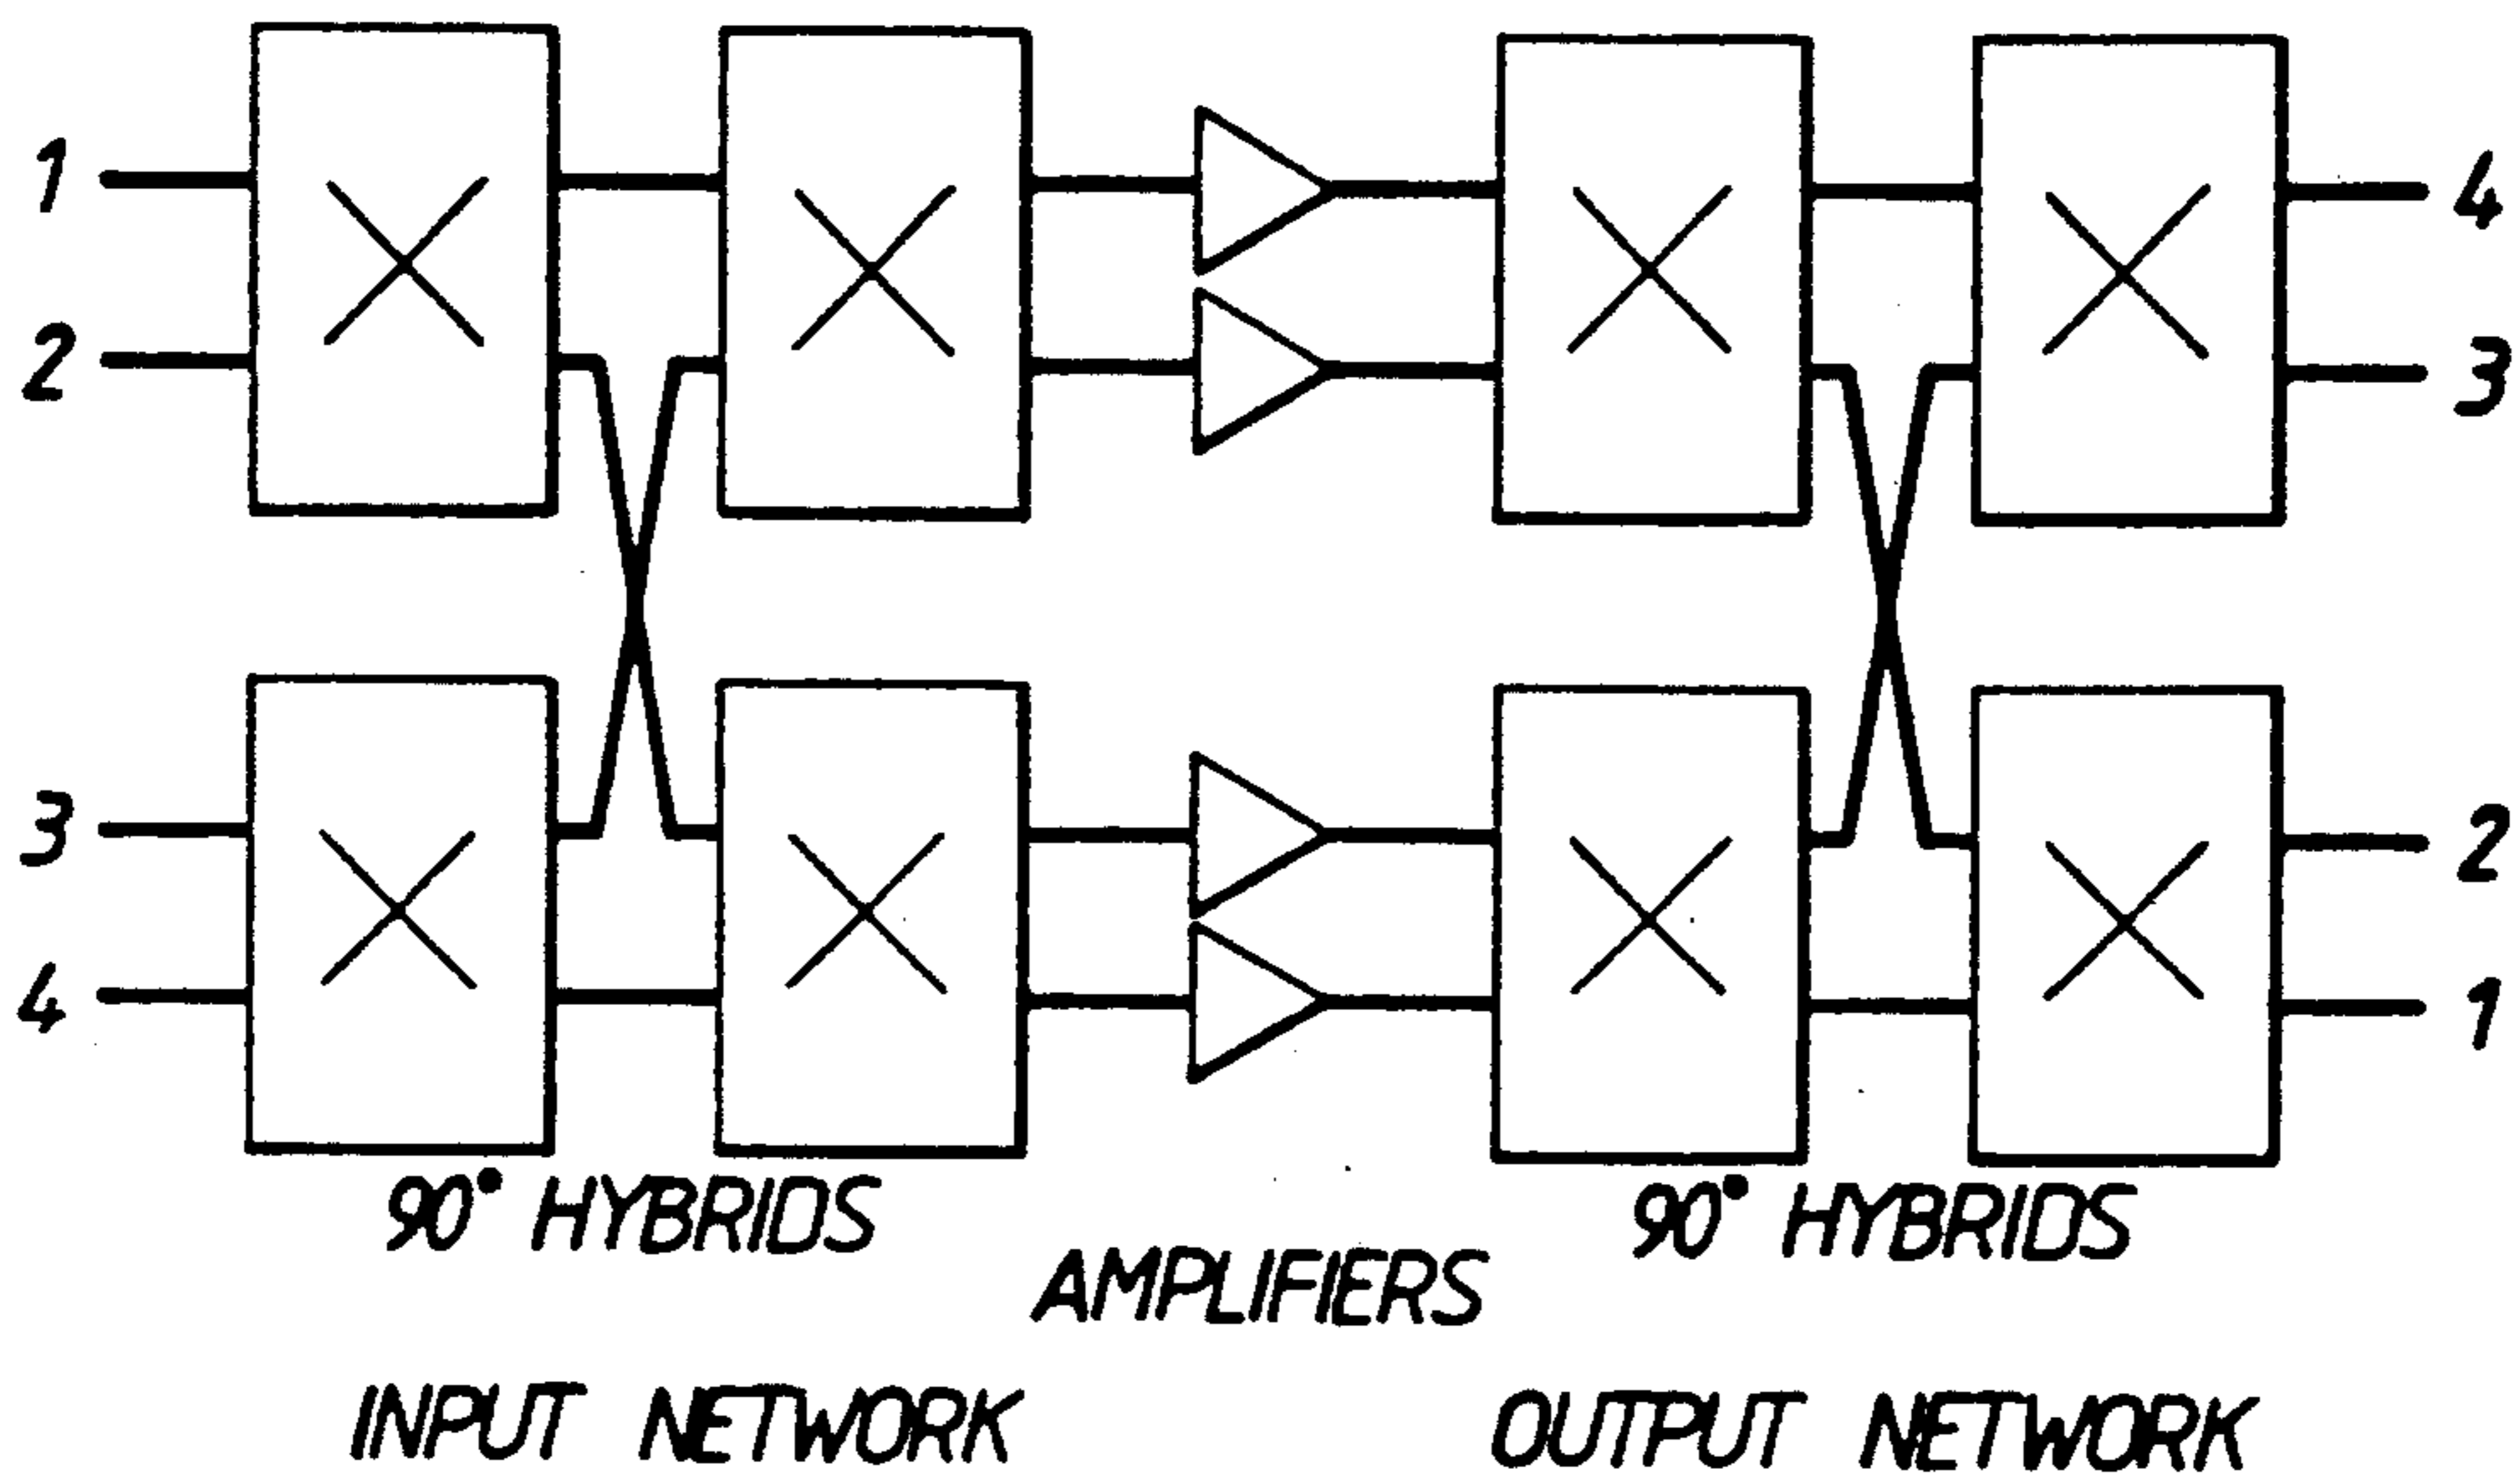 1
2
3
4
4
3
2
1
90° HYBRIDS
90° HYBRIDS
AMPLIFIERS
INPUT NETWORK
OUTPUT NETWORK